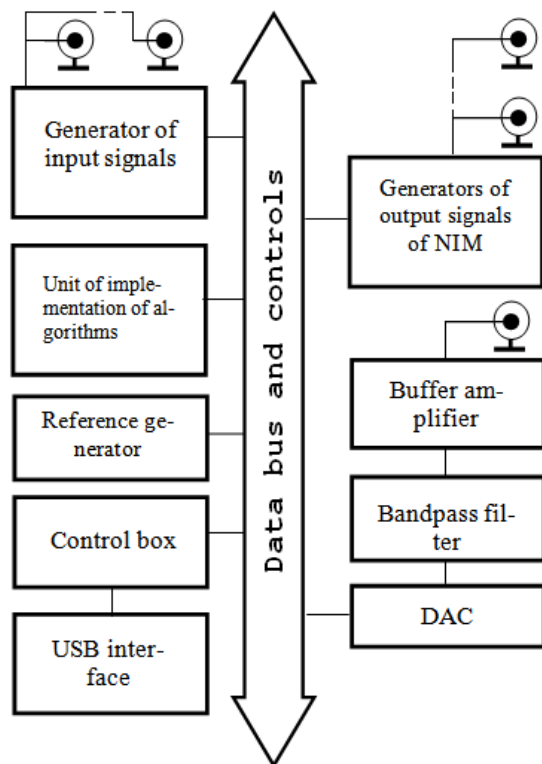 Generator of
input signals
Unit of imple-
mentation of al-
gorithms
Reference ge-
nerator
Control box
USB inter-
face
Data bus and controls
Generators of
output signals
of NIM
Buffer am-
plifier
Bandpass fil-
ter
DAC